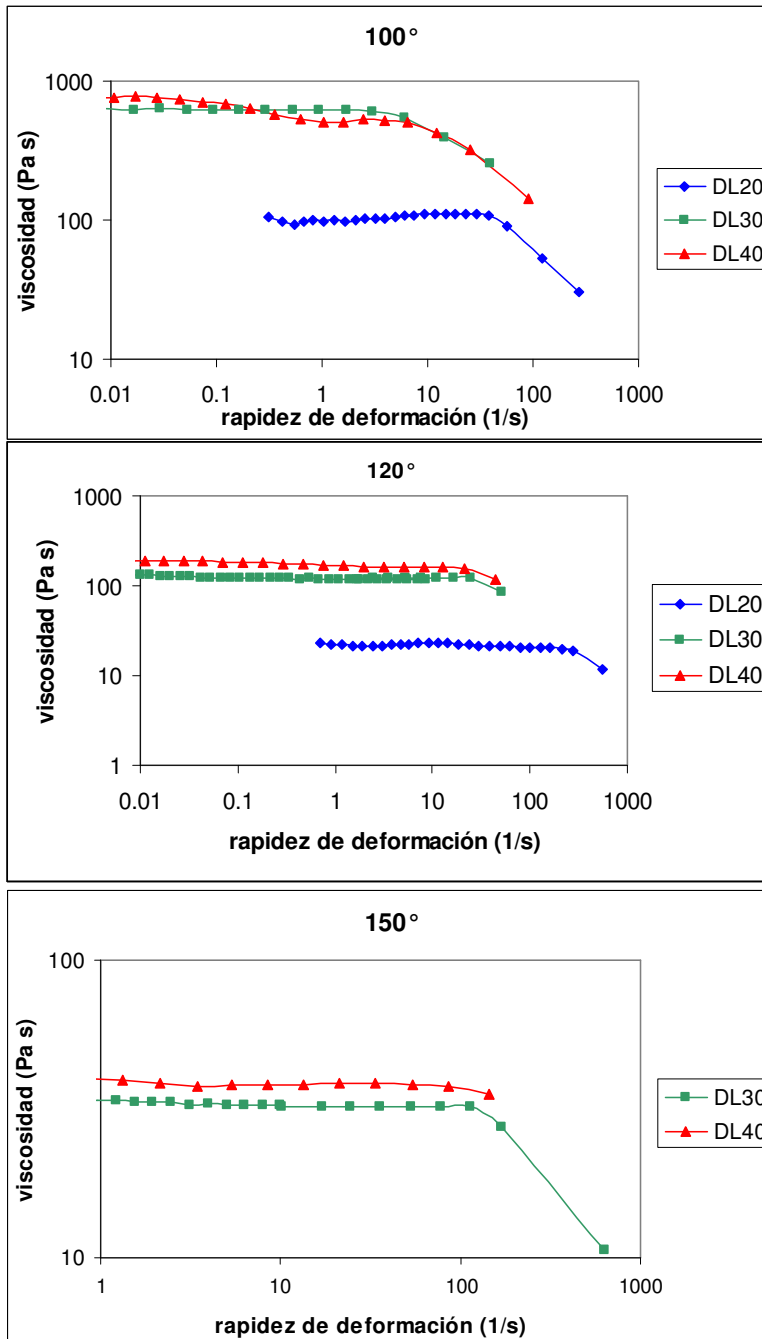 100°
1000
100
10
0.01 0.1 1 10 100 1000
viscosidad (Pa s)
rapidez de deformación (1/s)
DL20
DL30
DL40
120°
1000
100
10
1
0.01 0.1 1 10 100 1000
viscosidad (Pa s)
rapidez de deformación (1/s)
DL20
DL30
DL40
150°
100
10
1 10 100 1000
viscosidad (Pa s)
rapidez de deformación (1/s)
DL30
DL40